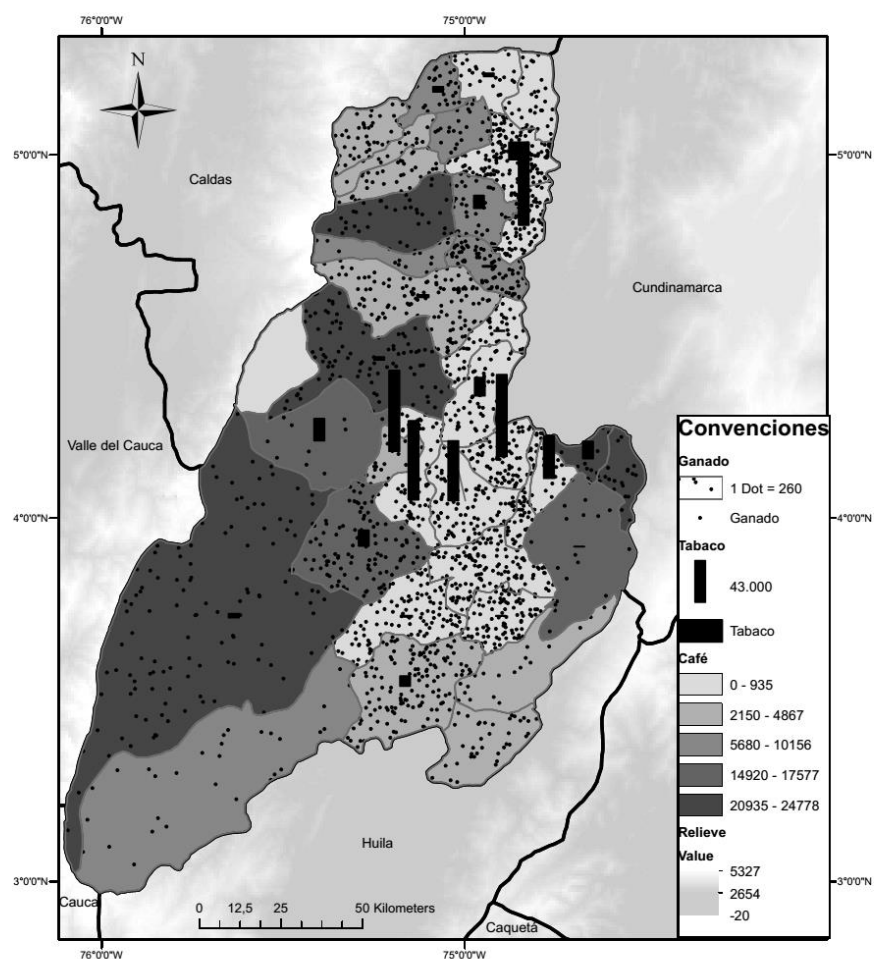 76°0'0"W
75°0'0"W
N
5°0'0"N
5°0'0"N
Caldas
Cundinamarca
Valle del Cauca
4°0'0"N
4°0'0"N
Huila
3°0'0"N
3°0'0"N
Cauca
Caquetá
0 12,5 25 50 Kilometers
76°0'0"W
75°0'0"W
Convenciones
Ganado
1 Dot = 260
Ganado
Tabaco
43.000
Tabaco
Café
0 - 935
2150 - 4867
5680 - 10156
14920 - 17577
20935 - 24778
Relieve
Value
5327
2654
-20